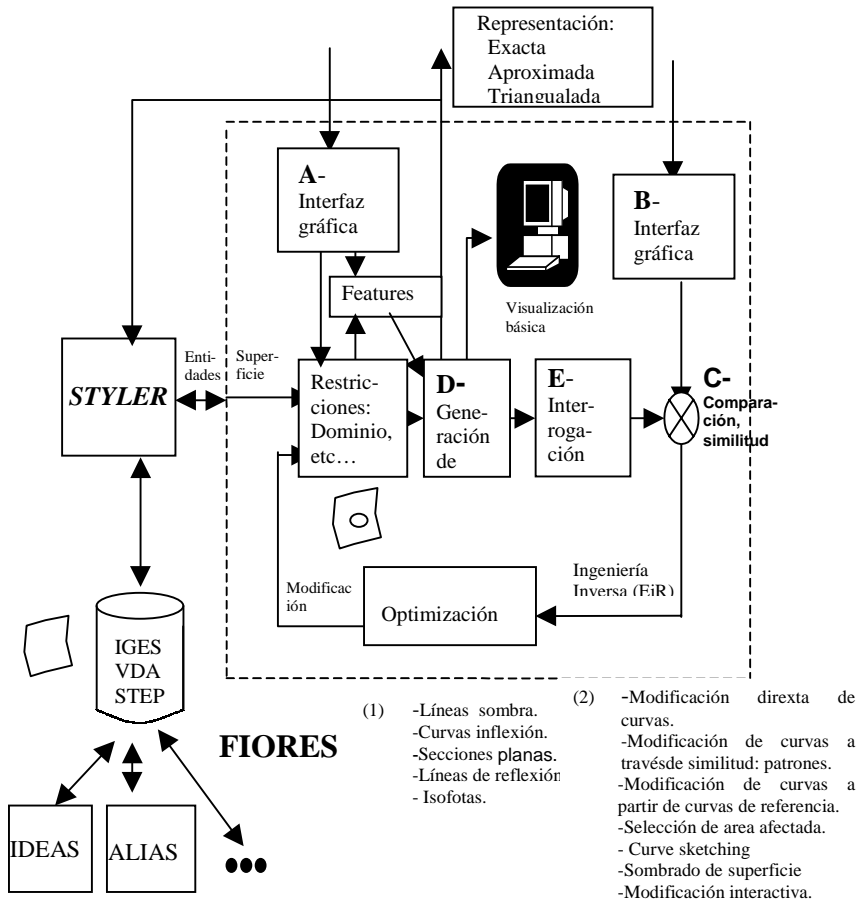 Representación:
Exacta
Aproximada
Triangualada
A-
Interfaz
gráfica
B-
Interfaz
gráfica
Features
Visualización
básica
STYLER
Enti-
dades
Super-
ficie
Restric-
ciones:
Dominio,
etc…
D-
Gene-
ración
de
E-
Inter-
roga-
ción
C-
Compara-
ción,
similitud
Modificac
ión
Optimización
Ingeniería
Inversa (EiR)
IGES
VDA
STEP
FIORES
IDEAS
ALIAS
(1) -Líneas sombra.
-Curvas inflexión.
-Secciones planas.
-Líneas de reflexión
- Isofotas.
(2) -Modificación direxta de
curvas.
-Modificación de curvas a
travésde similitud: patrones.
-Modificación de curvas a
partir de curvas de referencia.
-Selección de area afectada.
- Curve sketching
-Sombrado de superficie
-Modificación interactiva.